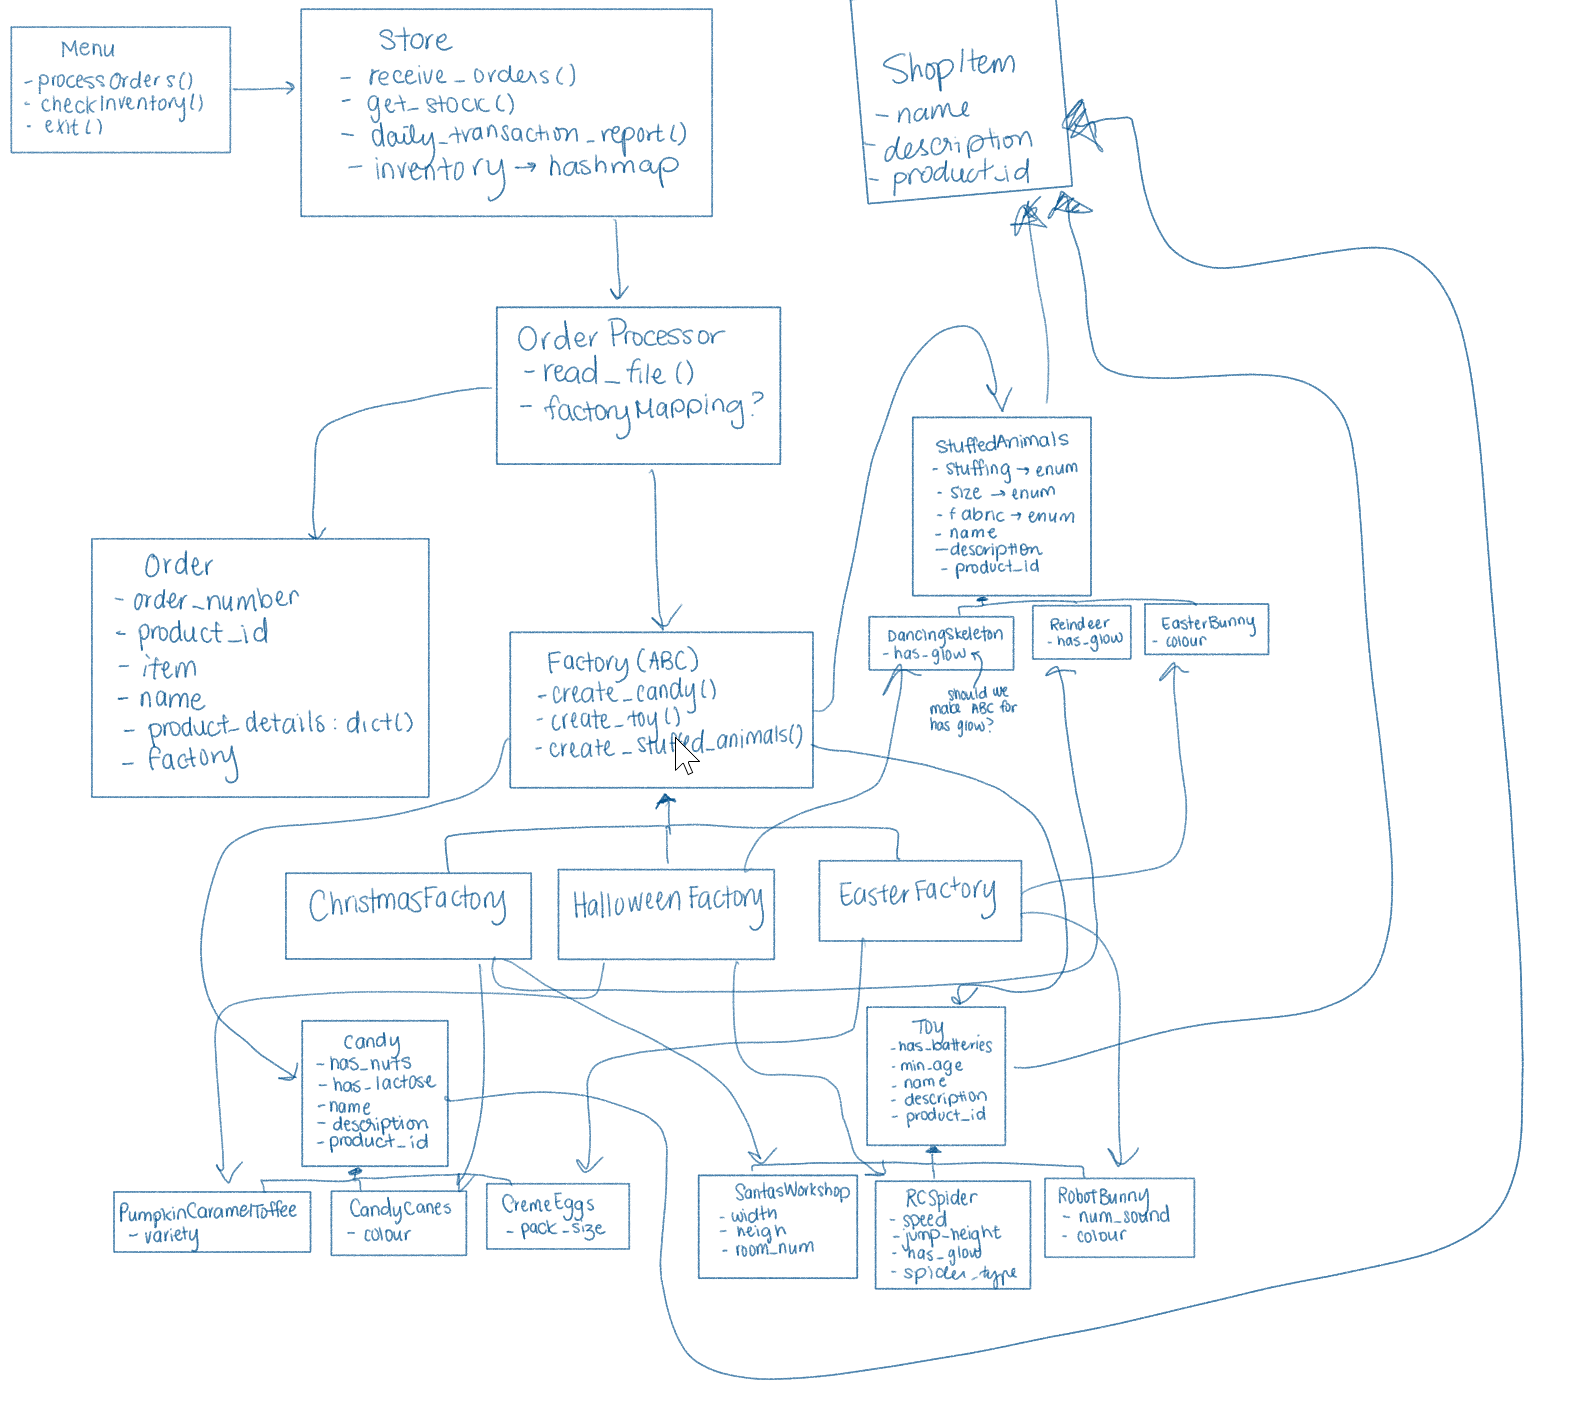 Menu
- processOrders()
- checkInventory()
- exit()
Store
- receive_orders()
- get_stock()
- daily_transaction_report()
- inventory → hashmap
ShopItem
- name
- description
- product_id
Order Processor
- read_file()
- factoryMapping?
Order
- order_number
- product_id
- item
- name
- product_details: dict()
- factory
Factory (ABC)
- create_candy()
- create_toy()
- create_stuffed_animals()
StuffedAnimals
- stuffing → enum
- size → enum
- fabric → enum
- name
- description
- product_id
DancingSkeleton
- has_glow
should we
make ABC for
has glow?
Reindeer
- has_glow
EasterBunny
- colour
ChristmasFactory
Halloween Factory
EasterFactory
Candy
- has_nuts
- has_lactose
- name
- description
- product_id
PumpkinCaramelToffee
- variety
CandyCanes
- colour
CremeEggs
- pack_size
Toy
- has_batteries
- min_age
- name
- description
- product_id
SantasWorkshop
- width
- heigh
- room_num
RCSpider
- speed
- jump_height
- has_glow
- spider_type
RobotBunny
- num_sound
- colour